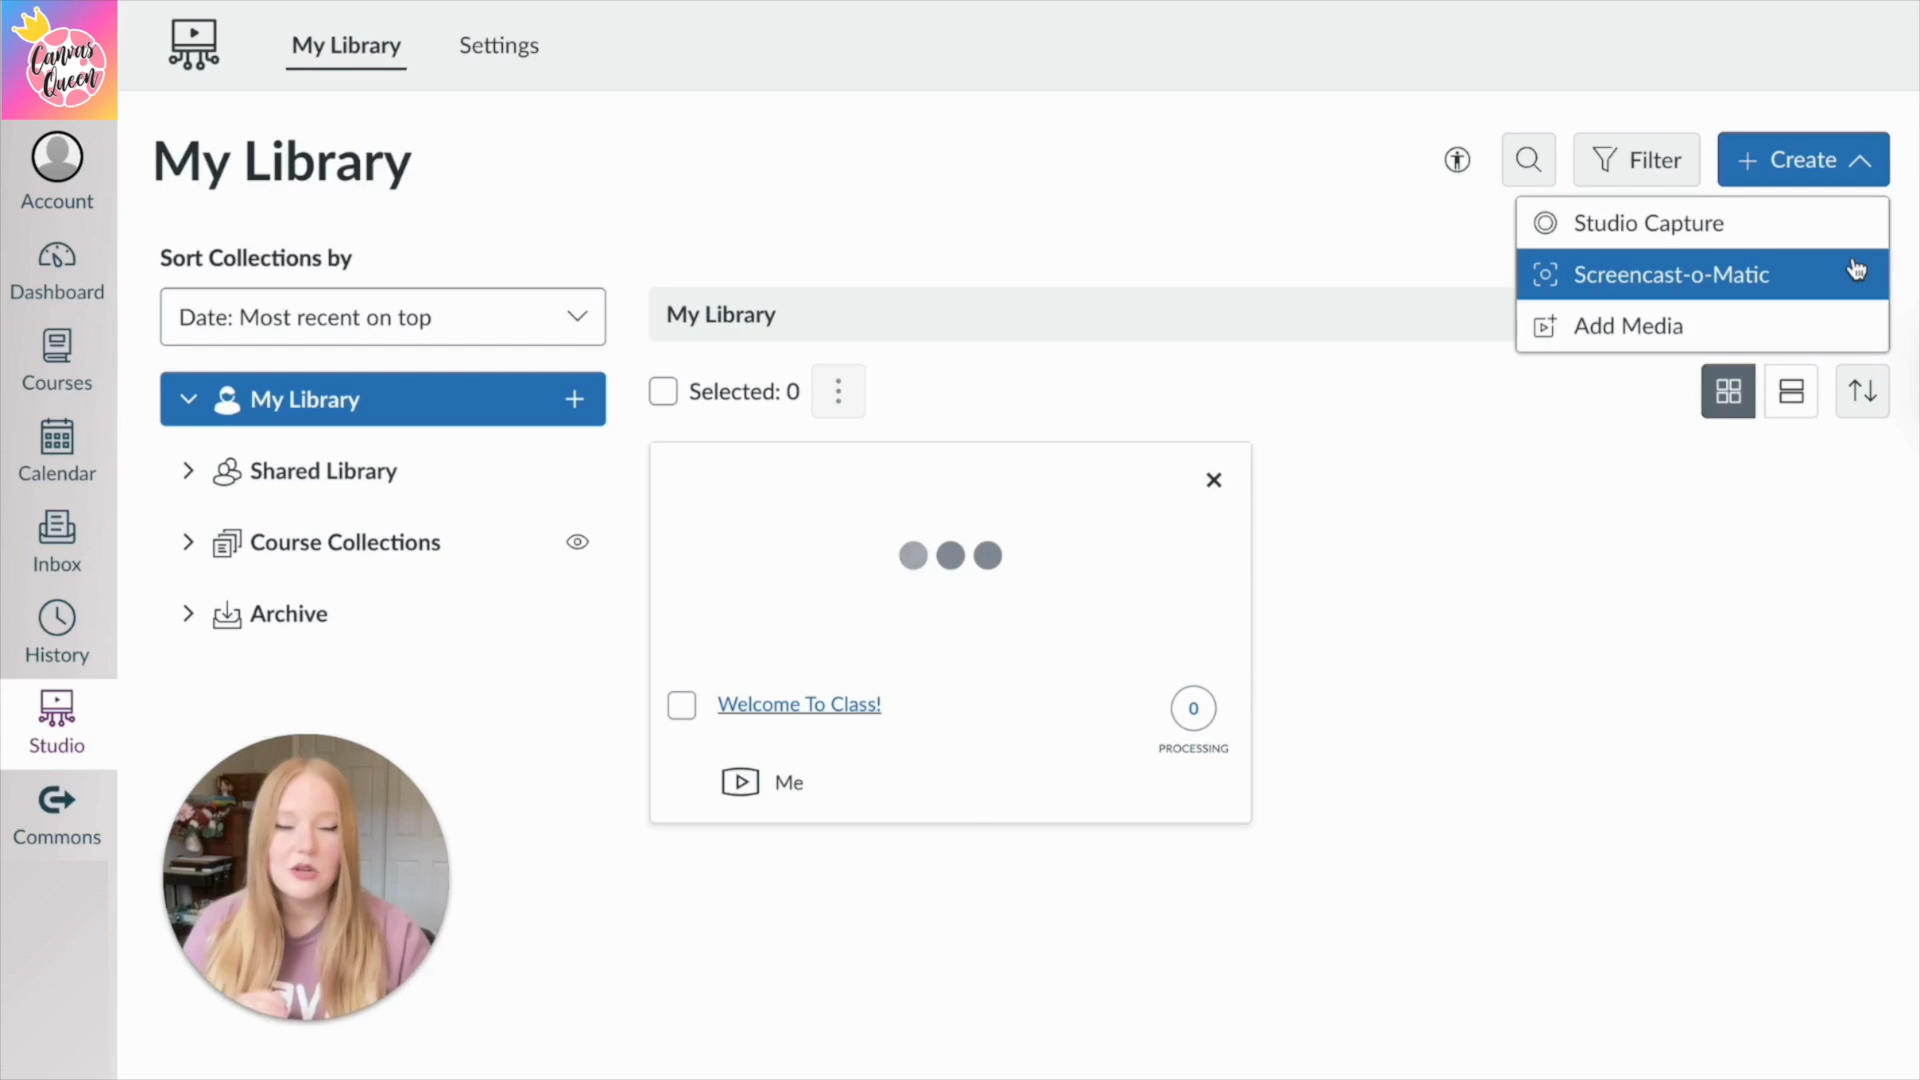 Canvas
Queen
My Library
Settings
Account
Dashboard
Courses
Calendar
Inbox
History
Studio
Commons
My Library
Filter
+ Create
Studio Capture
Screencast-o-Matic
Add Media
Sort Collections by
Date: Most recent on top
My Library +
Shared Library
Course Collections
Archive
My Library
Selected: 0
Welcome To Class!
0
PROCESSING
Me